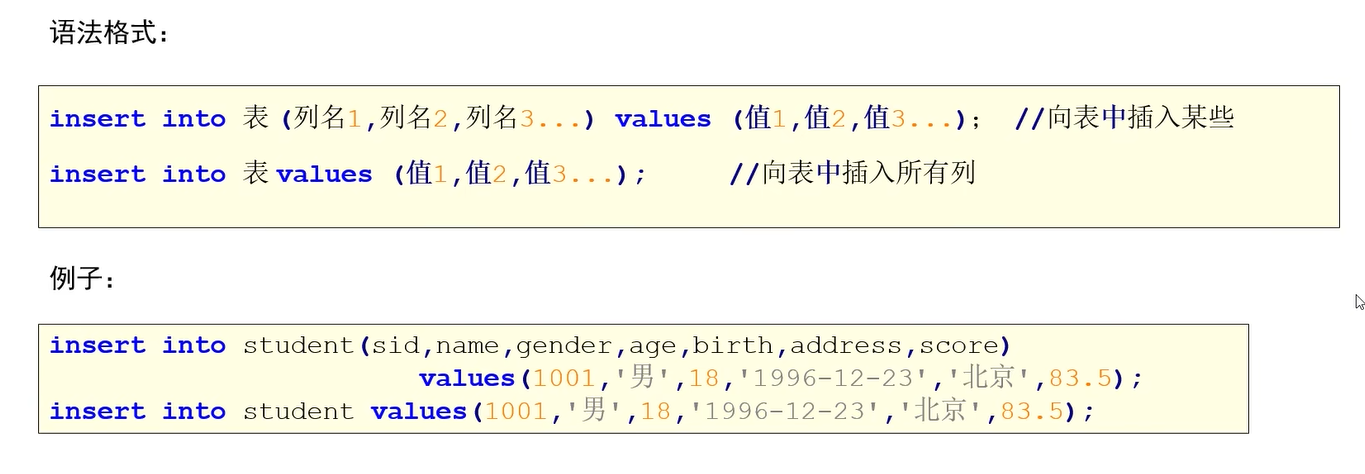 语法格式：
insert into 表 (列名1,列名2,列名3...) values (值1,值2,值3...)； //向表中插入某些
insert into 表 values (值1,值2,值3...); //向表中插入所有列
例子：
insert into student(sid,name,gender,age,birth,address,score)
values(1001,'男',18,'1996-12-23','北京',83.5);
insert into student values(1001,'男',18,'1996-12-23','北京',83.5);